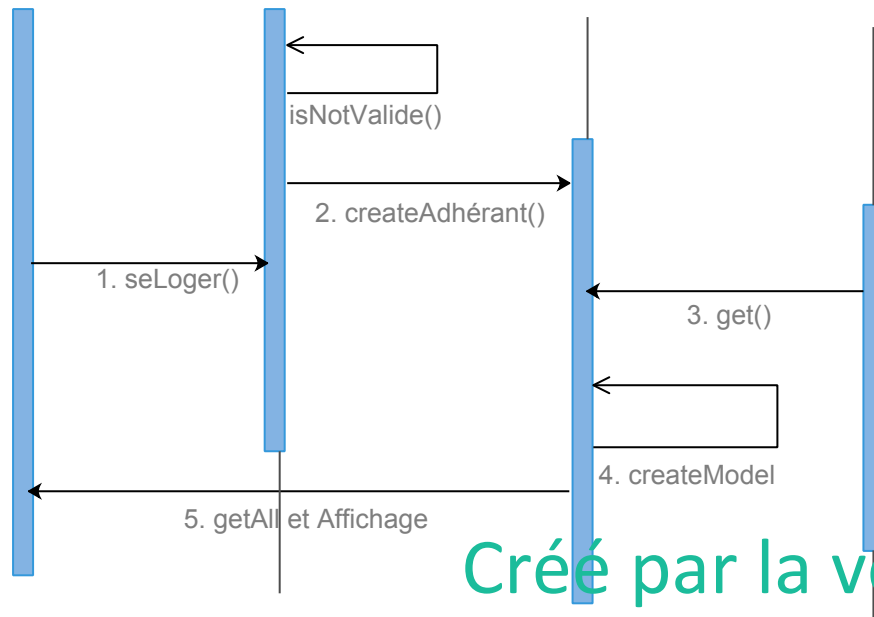 isNotValide()
2. createAdhérant()
1. seLoger()
3. get()
4. createModel
5. getAll et Affichage
Créé par la